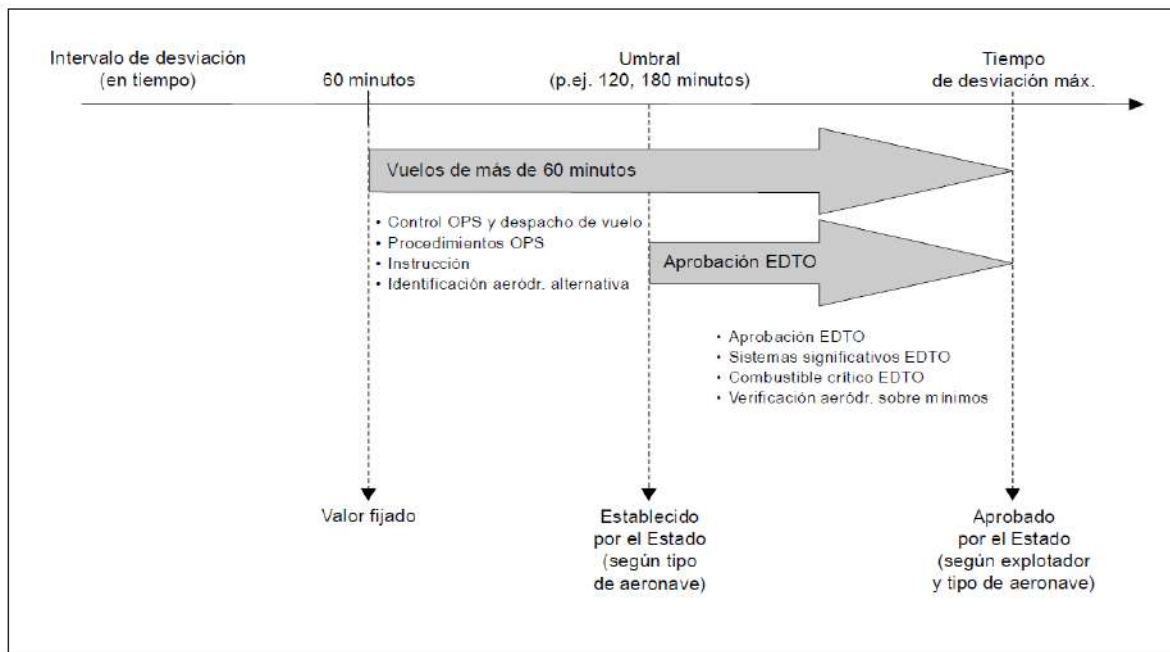 Intervalo de desviación
(en tiempo)
60 minutos
Umbral
(p.ej. 120, 180 minutos)
Tiempo
de desviación máx.
Vuelos de más de 60 minutos
• Control OPS y despacho de vuelo
• Procedimientos OPS
• Instrucción
• Identificación aeródr. alternativa
Aprobación EDTO
• Aprobación EDTO
• Sistemas significativos EDTO
• Combustible crítico EDTO
• Verificación aeródr. sobre mínimos
Valor fijado
Establecido
por el Estado
(según tipo
de aeronave)
Aprobado
por el Estado
(según explotador
y tipo de aeronave)